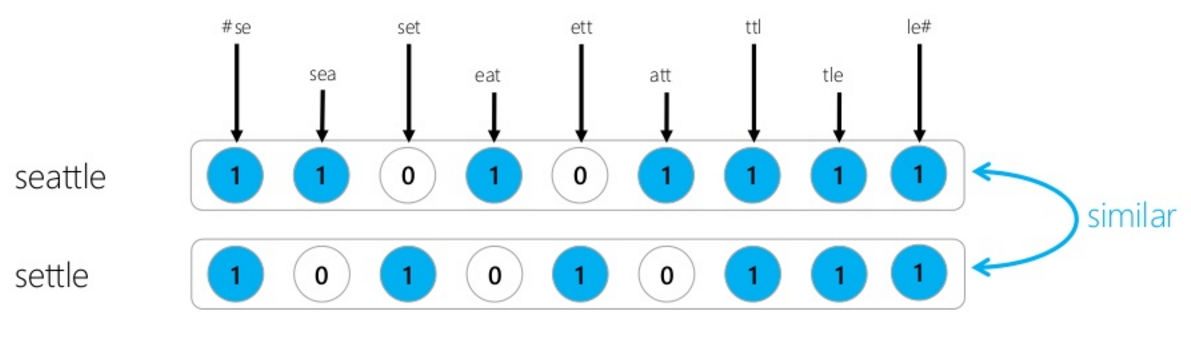 #se set ett ttl le#
sea eat att tle
seattle 1 1 0 1 0 1 1 1 1
similar
settle 1 0 1 0 1 0 1 1 1